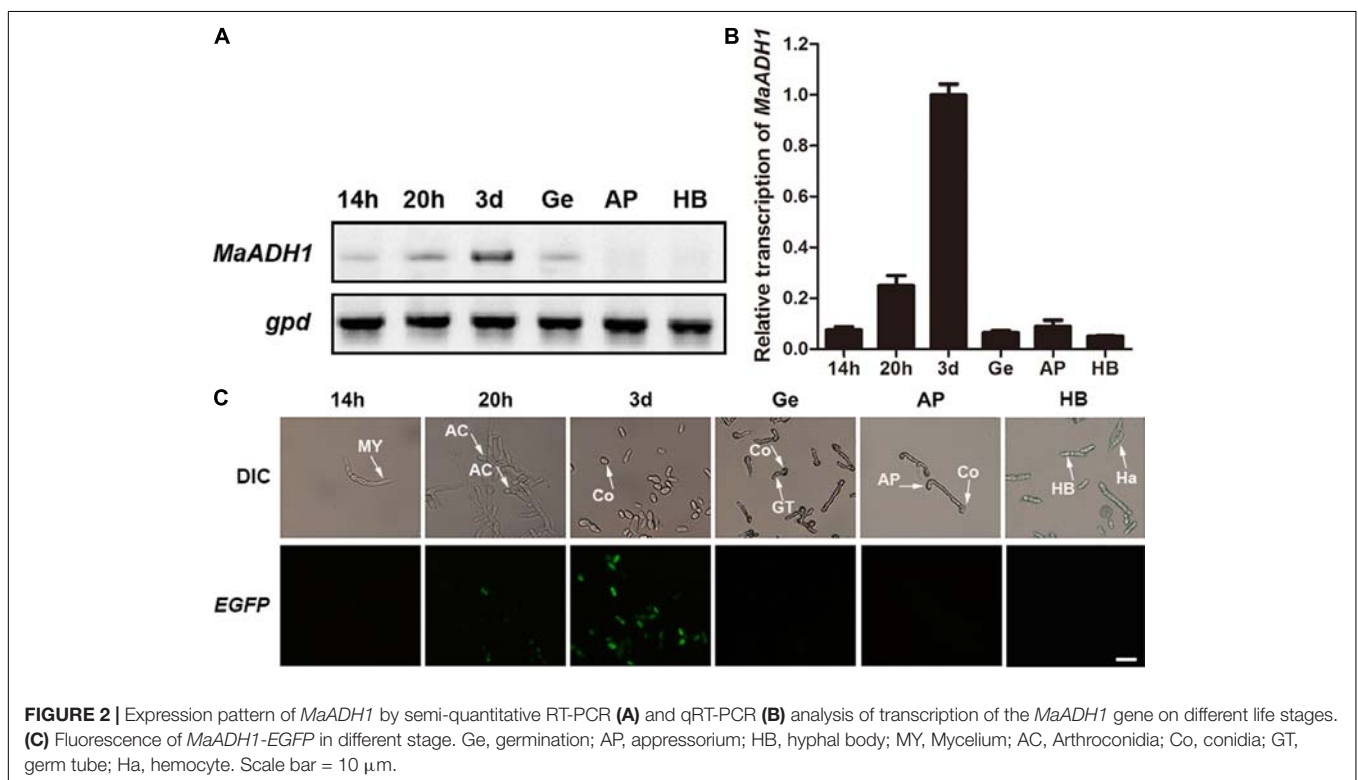 A
14h 20h 3d Ge AP HB
MaADH1
gpd
B
Relative transcription of MaADH1
1.2
1.0
0.8
0.6
0.4
0.2
0.0
14h 20h 3d Ge AP HB
C
14h 20h 3d Ge AP HB
DIC
MY
AC
AC
Co
Co
GT
AP
Co
HB
Ha
EGFP
FIGURE 2 | Expression pattern of MaADH1 by semi-quantitative RT-PCR (A) and qRT-PCR (B) analysis of transcription of the MaADH1 gene on different life stages.
(C) Fluorescence of MaADH1-EGFP in different stage. Ge, germination; AP, appressorium; HB, hyphal body; MY, Mycelium; AC, Arthroconidia; Co, conidia; GT,
germ tube; Ha, hemocyte. Scale bar = 10 μm.